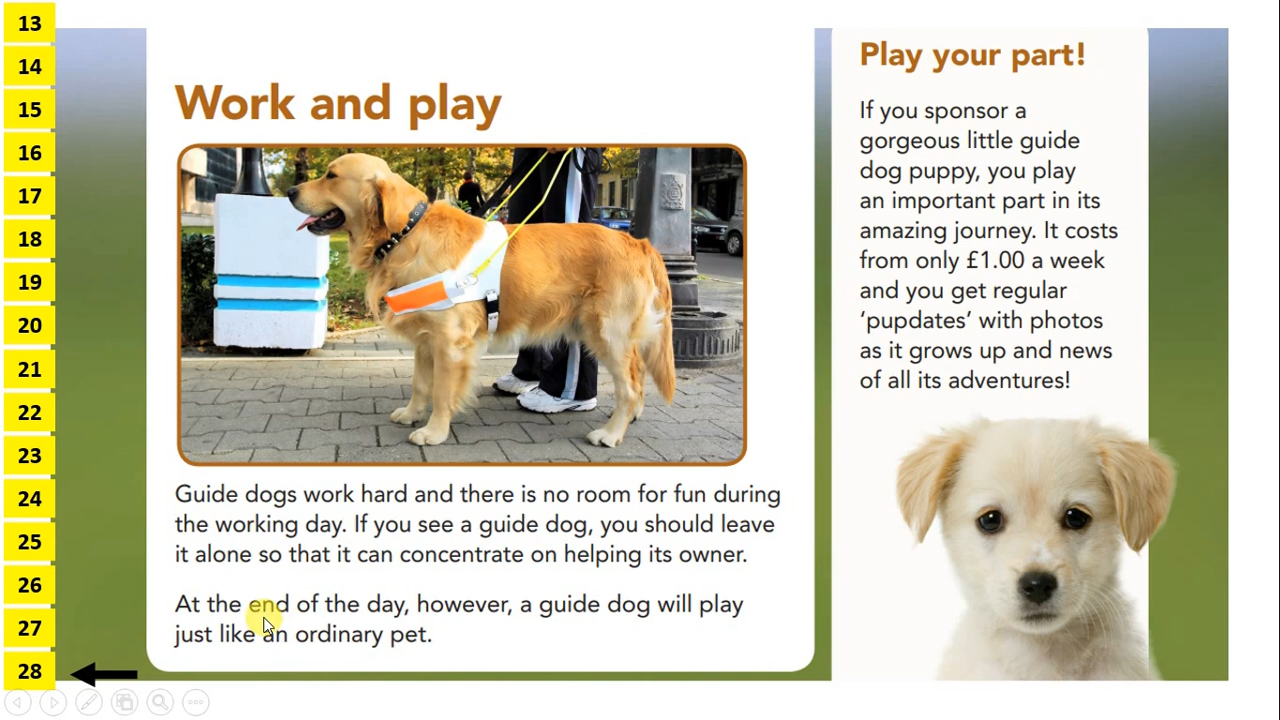 13
14
15
16
17
18
19
20
21
22
23
24
25
26
27
28
Work and play
Guide dogs work hard and there is no room for fun during
the working day. If you see a guide dog, you should leave
it alone so that it can concentrate on helping its owner.
At the end of the day, however, a guide dog will play
just like an ordinary pet.
Play your part!
If you sponsor a
gorgeous little guide
dog puppy, you play
an important part in its
amazing journey. It costs
from only £1.00 a week
and you get regular
‘pupdates’ with photos
as it grows up and news
of all its adventures!